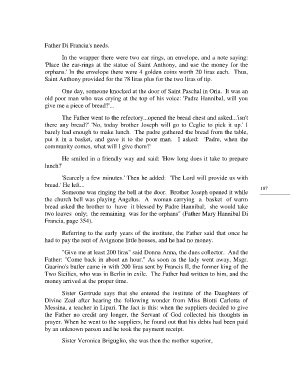 Father Di Francia's needs.
In the wrapper there were two ear rings, an envelope, and a note saying:
'Place the ear-rings at the statue of Saint Anthony, and use the money for the
orphans.' In the envelope there were 4 golden coins worth 20 liras each. Thus,
Saint Anthony provided for the 78 liras plus for the two liras of tip.
One day, someone knocked at the door of Saint Paschal in Oria. It was an
old poor man who was crying at the top of his voice: 'Padre Hannibal, will you
give me a piece of bread?'...
The Father went to the refectory...opened the bread chest and asked...'isn't
there any bread?' 'No, today brother Joseph will go to Ceglie to pick it up.' I
barely had enough to make lunch. The padre gathered the bread from the table,
put it in a basket, and gave it to the poor man. I asked: 'Padre, when the
community comes, what will I give them?'
He smiled in a friendly way and said: 'How long does it take to prepare
lunch?'
'Scarcely a few minutes.' Then he added: 'The Lord will provide us with
bread.' He left...
Someone was ringing the bell at the door. Brother Joseph opened it while
the church bell was playing Angelus. A woman carrying a basket of warm
bread asked the brother to have it blessed by Padre Hannibal; she would take
two leaves only; the remaining was for the orphans" (Father Mary Hannibal Di
Francia, page 354).
187
Referring to the early years of the institute, the Father said that once he
had to pay the rent of Avignone little houses, and he had no money.
"Give me at least 200 liras" said Donna Anna, the dues collector. And the
Father: "Come back in about an hour." As soon as the lady went away, Msgr.
Guarino's butler came in with 200 liras sent by Francis II, the former king of the
Two Sicilies, who was in Berlin in exile. The Father had written to him, and the
money arrived at the proper time.
Sister Gertrude says that she entered the institute of the Daughters of
Divine Zeal after hearing the following wonder from Miss Biotti Carlotta of
Messina, a teacher in Lipari. The fact is this: when the suppliers decided to give
the Father no credit any longer, the Servant of God collected his thoughts in
prayer. When he went to the suppliers, he found out that his debts had been paid
by an unknown person and he took the payment receipt.
Sister Veronica Briguglio, she was then the mother superior,